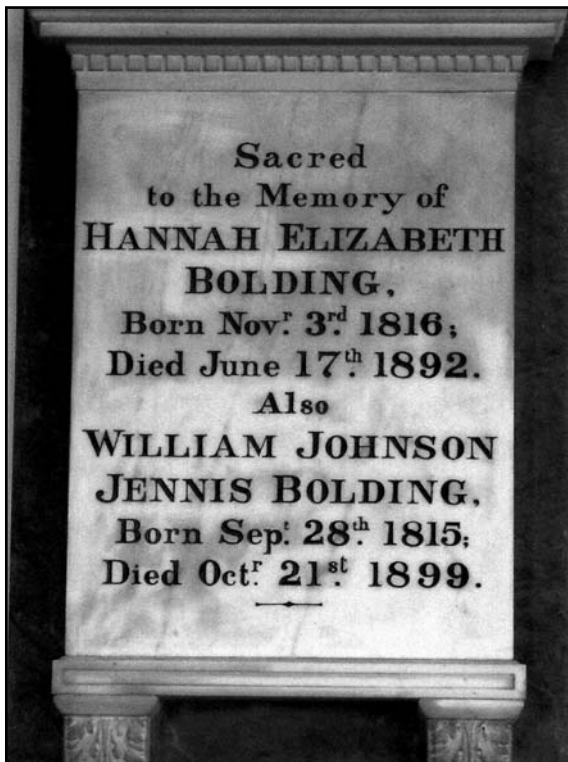 Sacred
to the Memory of
HANNAH ELIZABETH
BOLDING,
Born Novr. 3rd. 1816;
Died June 17th. 1892.
Also
WILLIAM JOHNSON
JENNIS BOLDING,
Born Sept. 28th. 1815;
Died Octr. 21st. 1899.